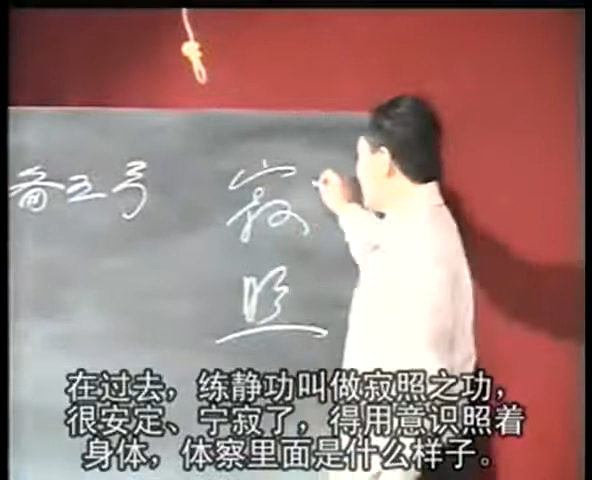 寂
照
在过去，练静功叫做寂照之功，
很安定、宁寂了，得用意识照着
身体，体察里面是什么样子。